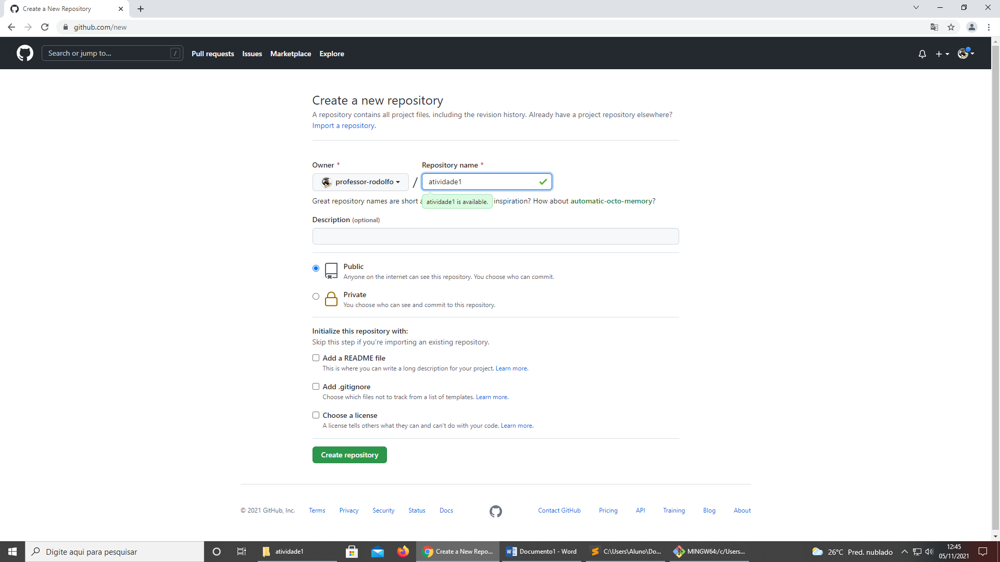 Create a New Repository
github.com/new
Search or jump to...
/
Pull requests
Issues
Marketplace
Explore
Create a new repository
A repository contains all project files, including the revision history. Already have a project repository elsewhere?
Import a repository.
Owner *
Repository name *
professor-rodolfo
/
atividade1
Great repository names are short a
atividade1 is available.
inspiration? How about automatic-octo-memory?
Description (optional)
Public
Anyone on the internet can see this repository. You choose who can commit.
Private
You choose who can see and commit to this repository.
Initialize this repository with:
Skip this step if you're importing an existing repository.
Add a README file
This is where you can write a long description for your project. Learn more.
Add .gitignore
Choose which files not to track from a list of templates. Learn more.
Choose a license
A license tells others what they can and can't do with your code. Learn more.
Create repository
© 2021 GitHub, Inc.
Terms
Privacy
Security
Status
Docs
Contact GitHub
Pricing
API
Training
Blog
About
Digite aqui para pesquisar
atividade1
Create a New Repo...
Documento1 - Word
C:\Users\Aluno\Do...
MINGW64:/c/Users...
26°C Pred. nublado
12:45
05/11/2021